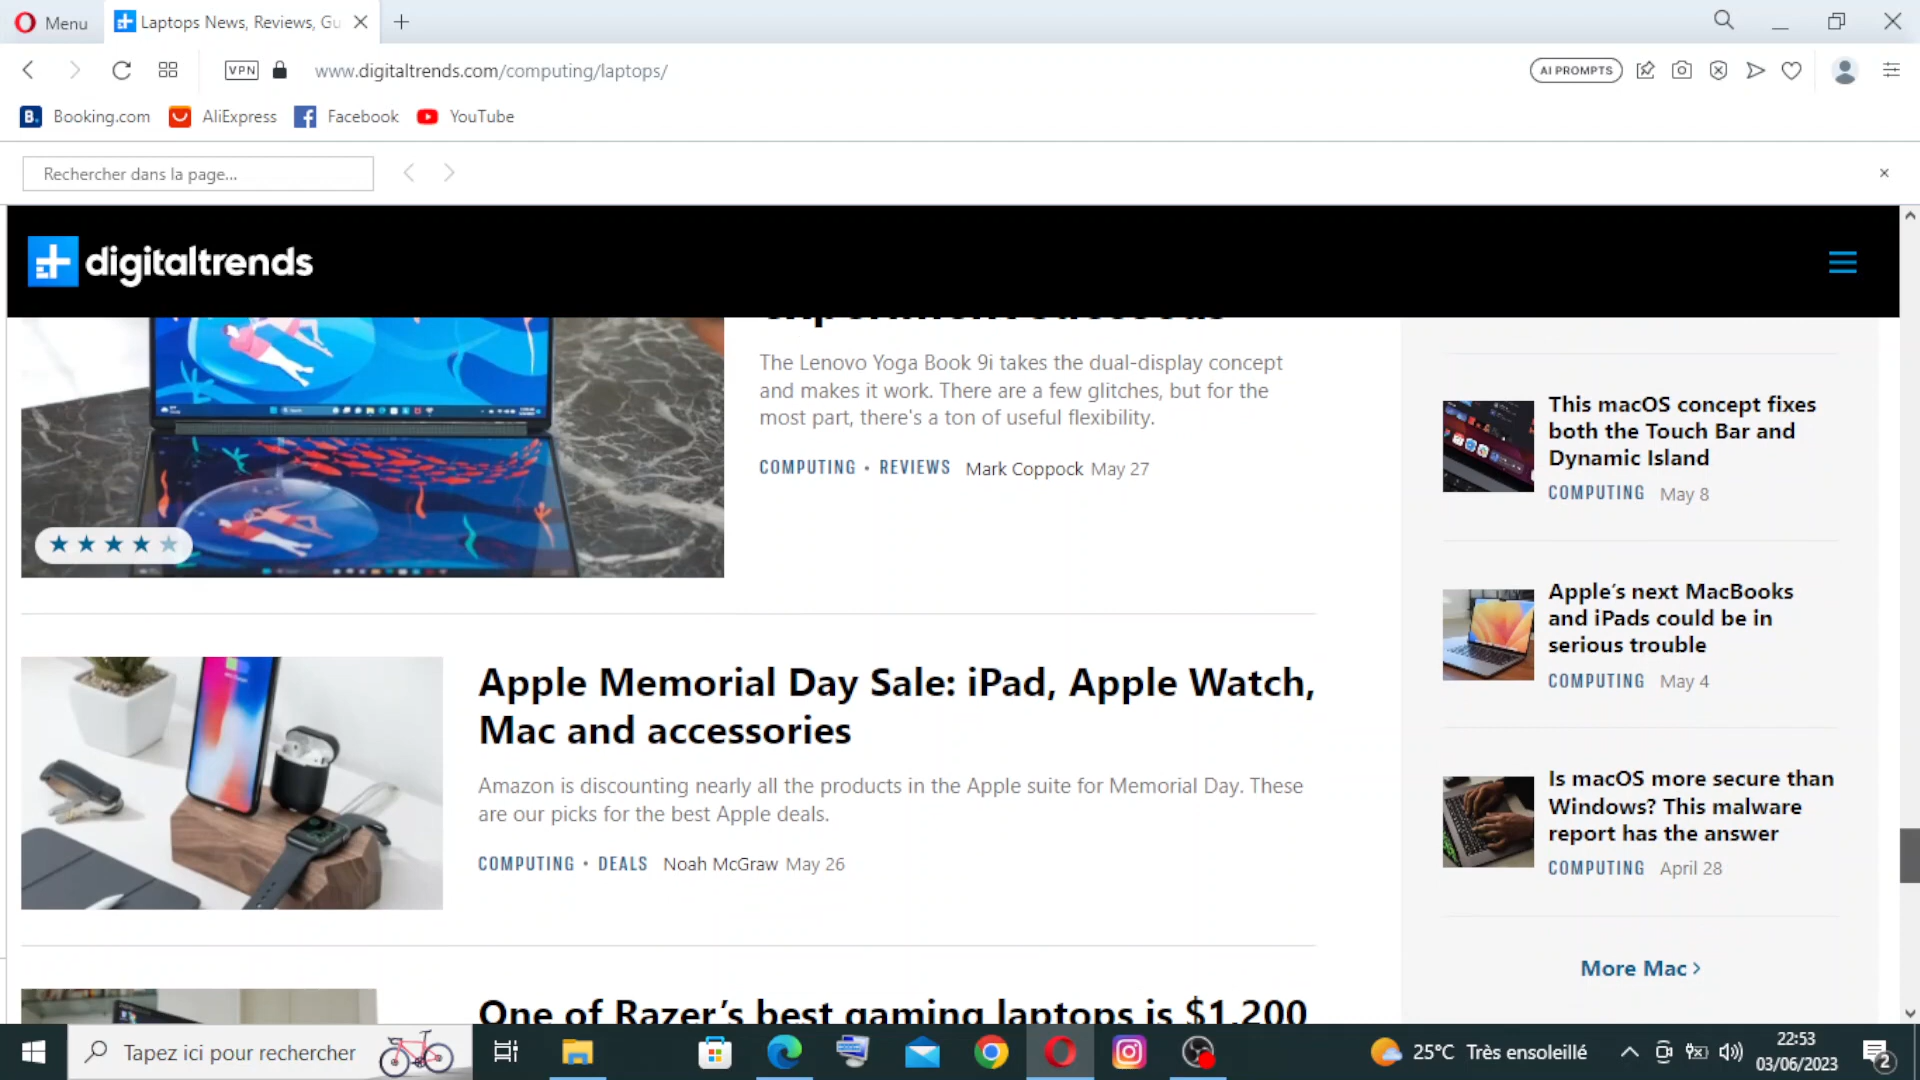 Menu
Laptops News, Reviews, Gu
VPN
www.digitaltrends.com/computing/laptops/
AI PROMPTS
B. Booking.com
AliExpress
Facebook
YouTube
Rechercher dans la page...
digitaltrends
The Lenovo Yoga Book 9i takes the dual-display concept
and makes it work. There are a few glitches, but for the
most part, there's a ton of useful flexibility.
COMPUTING • REVIEWS Mark Coppock May 27
Apple Memorial Day Sale: iPad, Apple Watch,
Mac and accessories
Amazon is discounting nearly all the products in the Apple suite for Memorial Day. These
are our picks for the best Apple deals.
COMPUTING • DEALS Noah McGraw May 26
One of Razer’s best gaming laptops is $1,200
This macOS concept fixes
both the Touch Bar and
Dynamic Island
COMPUTING May 8
Apple’s next MacBooks
and iPads could be in
serious trouble
COMPUTING May 4
Is macOS more secure than
Windows? This malware
report has the answer
COMPUTING April 28
More Mac
Tapez ici pour rechercher
25°C Très ensoleillé
22:53
03/06/2023
2